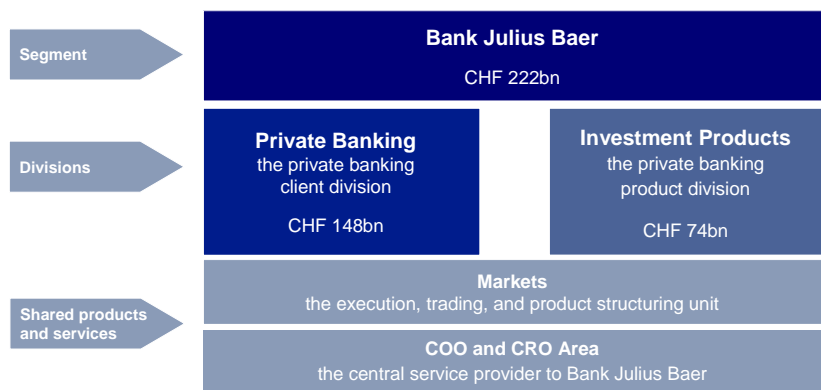 Segment
Bank Julius Baer
CHF 222bn
Divisions
Private Banking
the private banking
client division
CHF 148bn
Investment Products
the private banking
product division
CHF 74bn
Shared products
and services
Markets
the execution, trading, and product structuring unit
COO and CRO Area
the central service provider to Bank Julius Baer